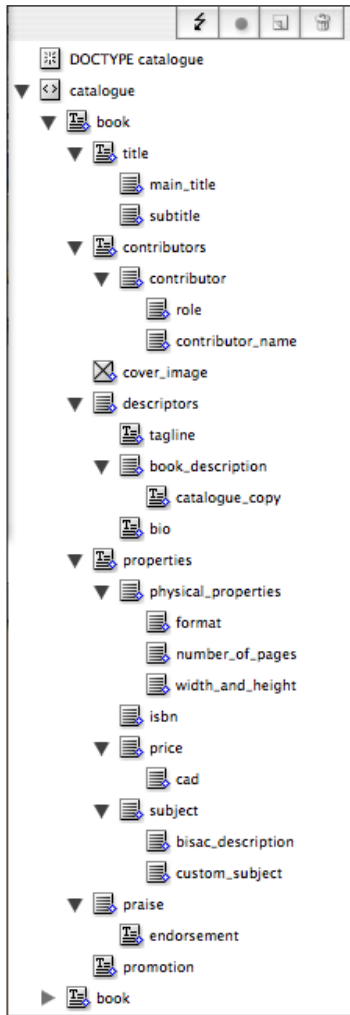 DOCTYPE catalogue
catalogue
book
title
main_title
subtitle
contributors
contributor
role
contributor_name
cover_image
descriptors
tagline
book_description
catalogue_copy
bio
properties
physical_properties
format
number_of_pages
width_and_height
isbn
price
cad
subject
bisac_description
custom_subject
praise
endorsement
promotion
book